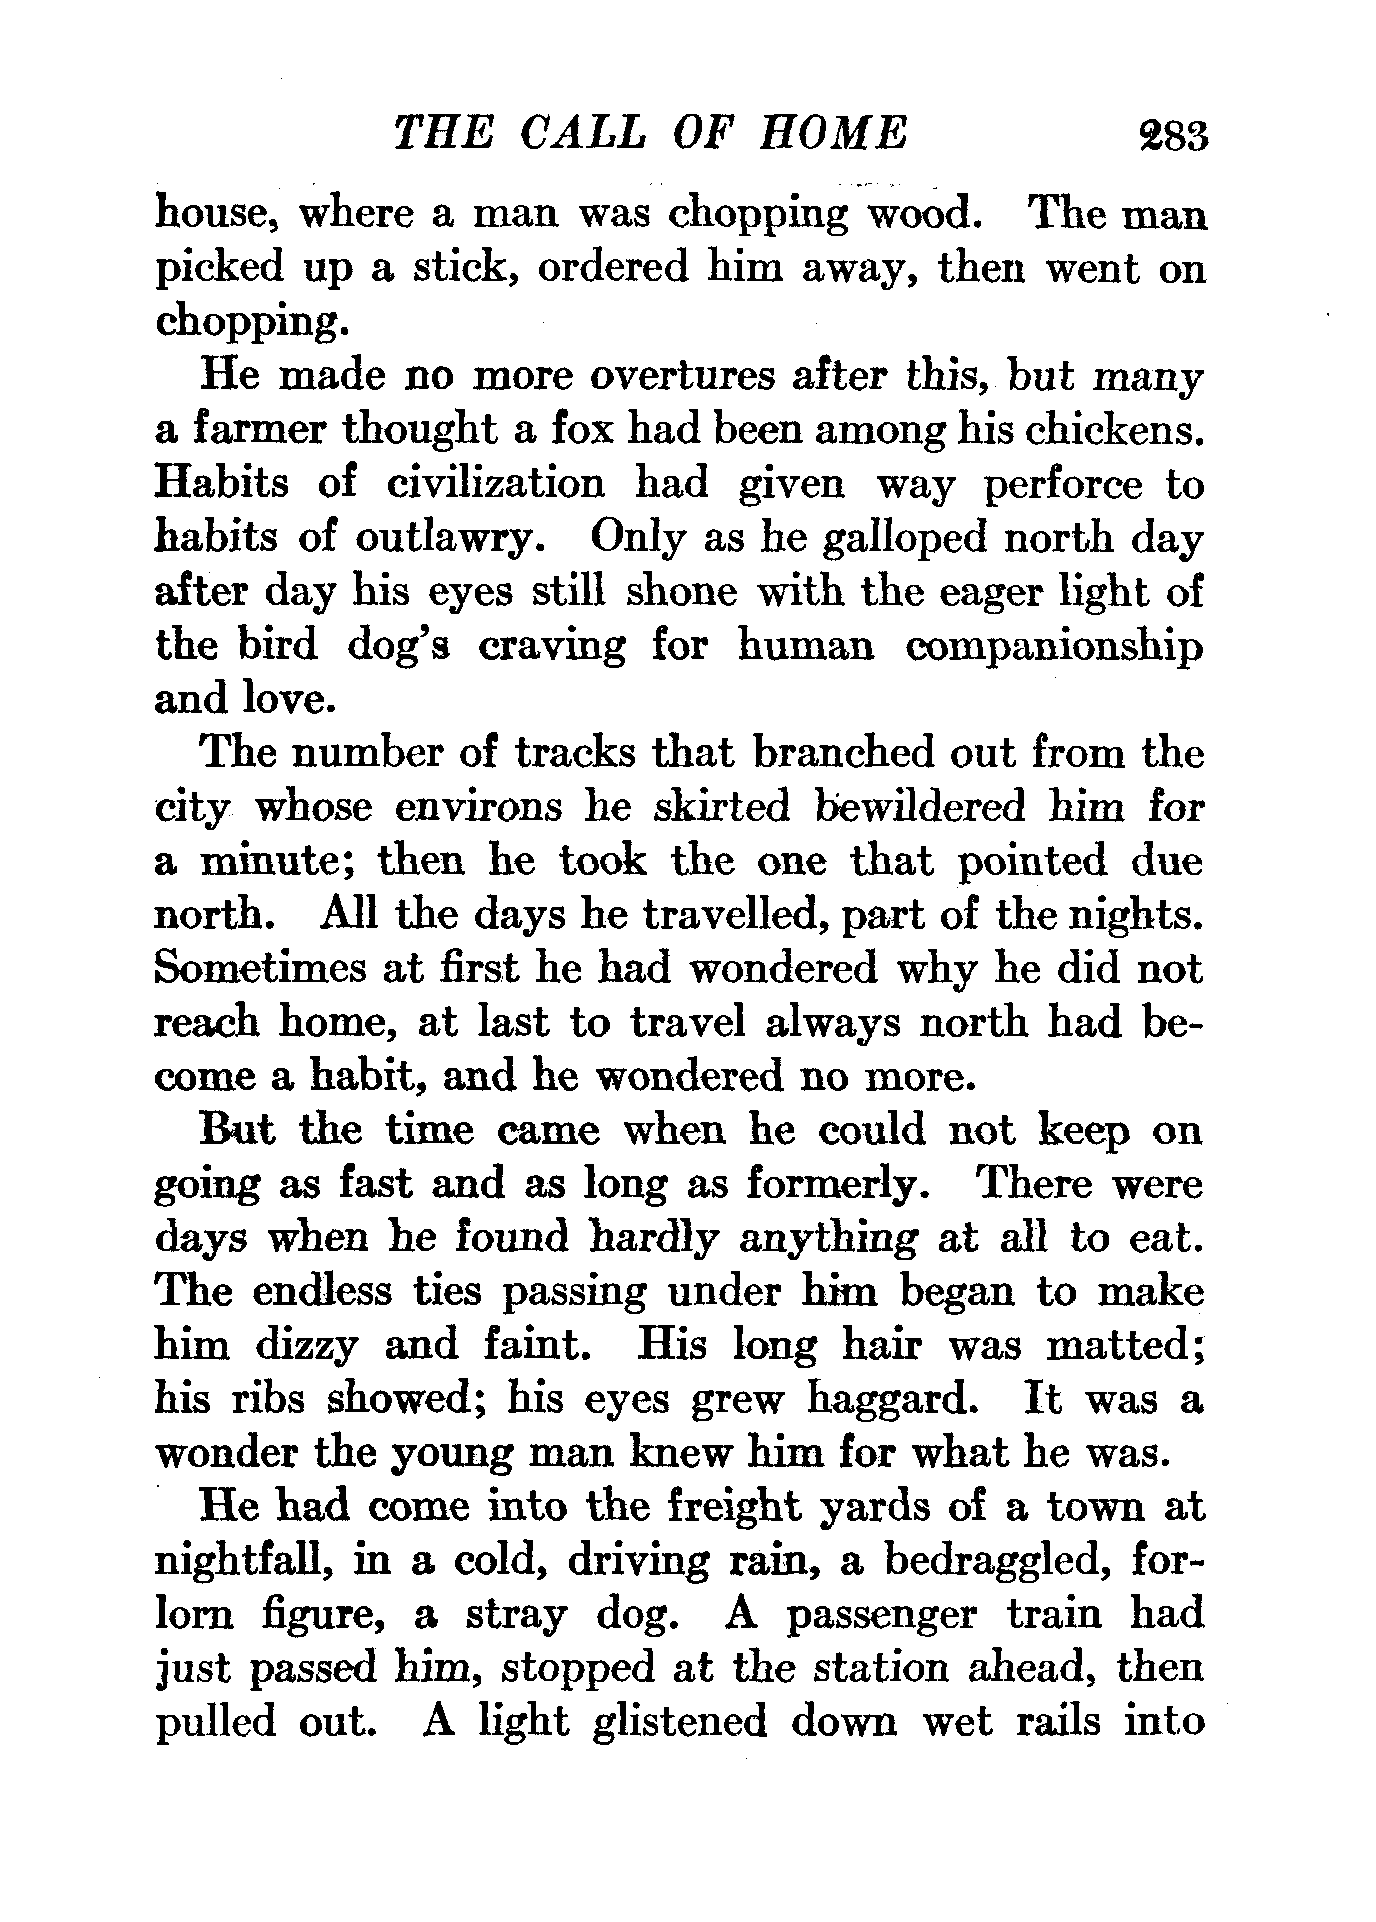 THE CALL OF HOME 283
house, where a man was chopping wood. The man
picked up a stick, ordered him away, then went on
chopping.
He made no more overtures after this, but many
a farmer thought a fox had been among his chickens.
Habits of civilization had given way perforce to
habits of outlawry. Only as he galloped north day
after day his eyes still shone with the eager light of
the bird dog's craving for human companionship
and love.
The number of tracks that branched out from the
city whose environs he skirted bewildered him for
a minute; then he took the one that pointed due
north. All the days he travelled, part of the nights.
Sometimes at first he had wondered why he did not
reach home, at last to travel always north had be-
come a habit, and he wondered no more.
But the time came when he could not keep on
going as fast and as long as formerly. There were
days when he found hardly anything at all to eat.
The endless ties passing under him began to make
him dizzy and faint. His long hair was matted;
his ribs showed; his eyes grew haggard. It was a
wonder the young man knew him for what he was.
He had come into the freight yards of a town at
nightfall, in a cold, driving rain, a bedraggled, for-
lorn figure, a stray dog. A passenger train had
just passed him, stopped at the station ahead, then
pulled out. A light glistened down wet rails into